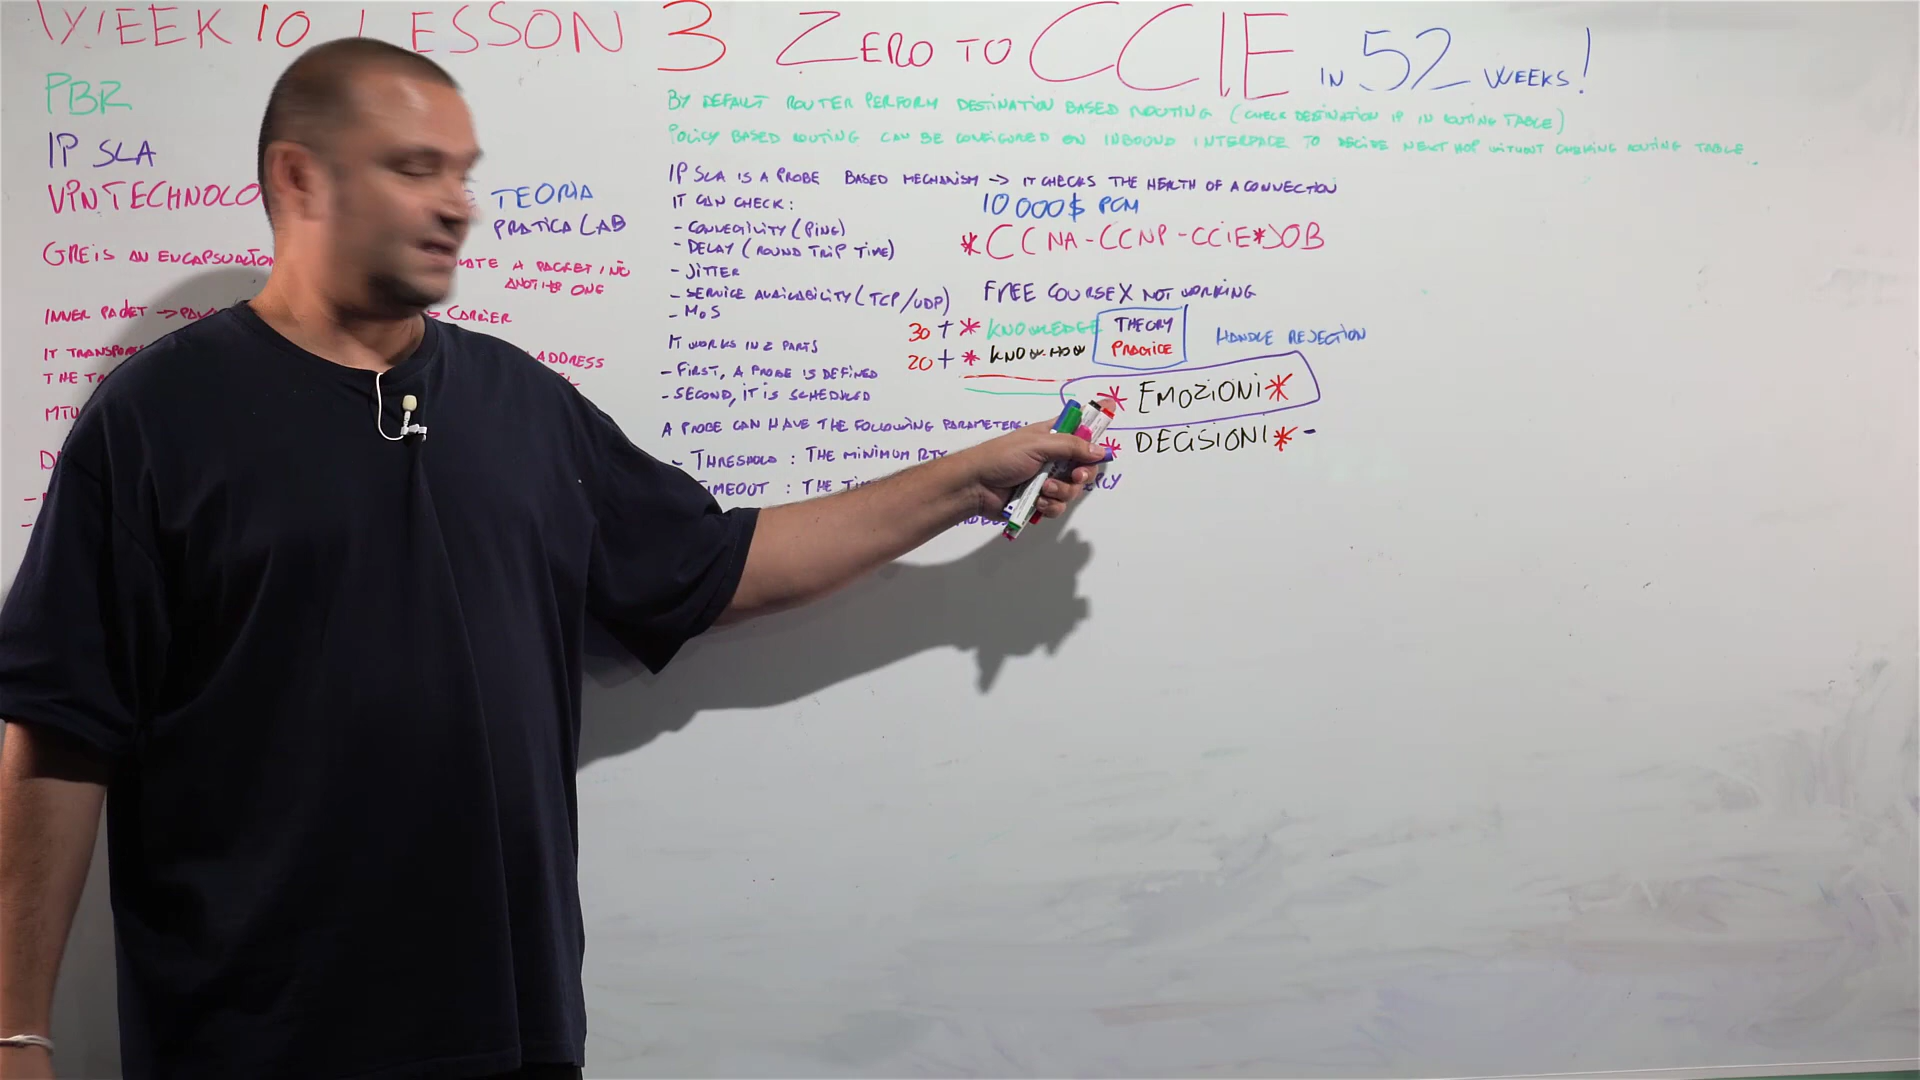 WEEK 10 LESSON 3 ZERO TO CCIE IN 52 WEEKS!
PBR
IP SLA
VPN TECHNOLO
TEORIA
PRATICA LAB
GRE IS AN ENCAPSULATION
A PACKET INTO
ANOTHER ONE
INNER PACKET ->
CARRIER
IT TRANSPORT
ADDRESS
THE
MTU
BY DEFAULT ROUTER PERFORM DESTINATION BASED ROUTING (CHECK DESTINATION IP IN ROUTING TABLE)
POLICY BASED ROUTING CAN BE CONFIGURED ON INBOUND INTERFACE TO DECIDE NEXT HOP WITHOUT CHECKING ROUTING TABLE
IP SLA IS A PROBE BASED MECHANISM -> IT CHECKS THE HEALTH OF A CONNECTION
IT CAN CHECK:
- CONNECTIVITY (PING)
- DELAY (ROUND TRIP TIME)
- JITTER
- SERVICE AVAILABILITY (TCP/UDP)
- MOS
IT WORKS IN 2 PARTS
- FIRST, A PROBE IS DEFINED
- SECOND, IT IS SCHEDULED
A PROBE CAN HAVE THE FOLLOWING PARAMETERS:
- THRESHOLD : THE MINIMUM RTT
TIMEOUT : THE
10 000$ PCM
* CCNA - CCNP - CCIE * JOB
FREE COURSE X NOT WORKING
30 + * KNOWLEDGE THEORY
20 + * KNOW-HOW PRACTICE
HANDLE REJECTION
* EMOZIONI *
* DECISIONI * -